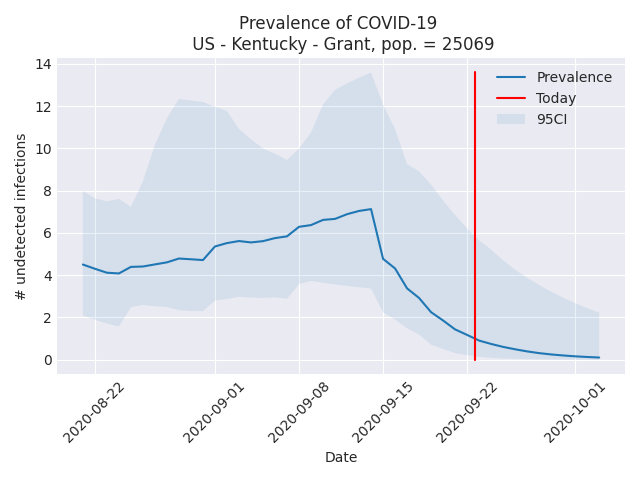 Prevalence of COVID-19
US - Kentucky - Grant, pop. = 25069
14
12
10
8
6
4
2
0
# undetected infections
Prevalence
Today
95CI
2020-08-22
2020-09-01
2020-09-08
2020-09-15
2020-09-22
2020-10-01
Date